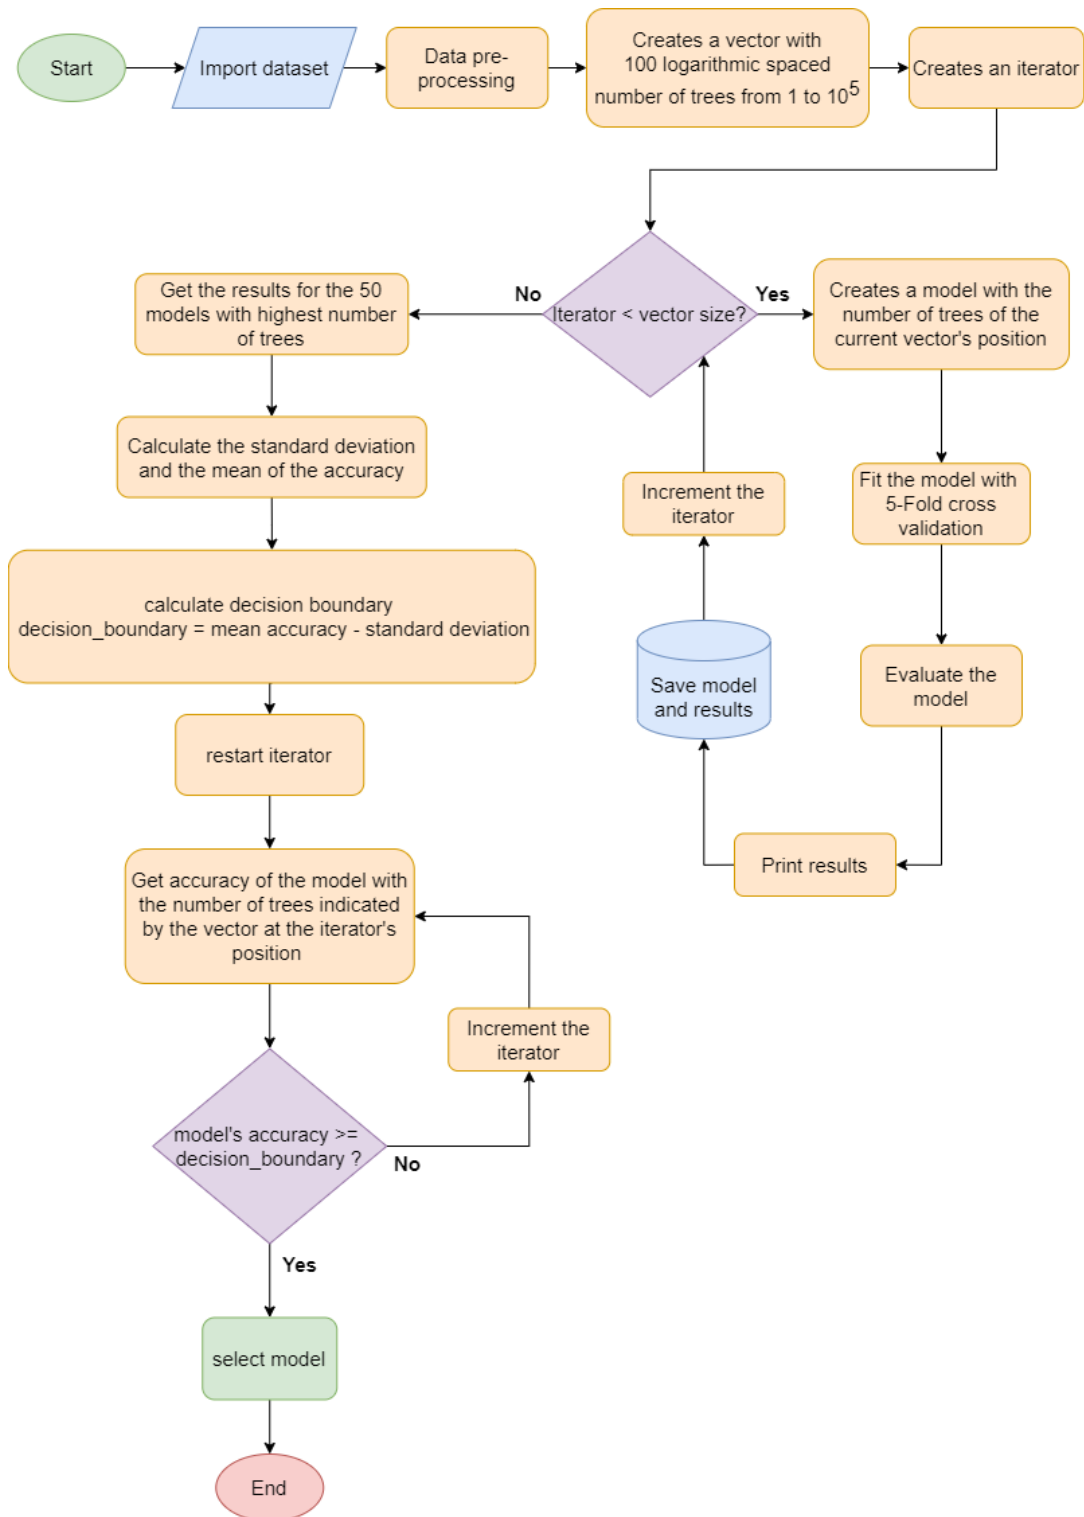 Start
Import dataset
Data pre-
processing
Creates a vector with
100 logarithmic spaced
number of trees from 1 to 10⁵
Creates an iterator
Iterator < vector size?
No
Yes
Get the results for the 50
models with highest number
of trees
Creates a model with the
number of trees of the
current vector's position
Calculate the standard deviation
and the mean of the accuracy
Fit the model with
5-Fold cross
validation
Increment the
iterator
calculate decision boundary
decision_boundary = mean accuracy - standard deviation
Save model
and results
Evaluate the
model
restart iterator
Print results
Get accuracy of the model with
the number of trees indicated
by the vector at the iterator's
position
Increment the
iterator
model's accuracy >=
decision_boundary ?
No
Yes
select model
End